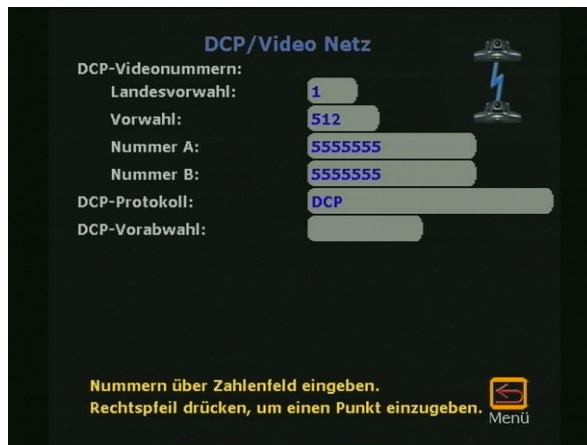 DCP/Video Netz
DCP-Videonummern:
Landesvorwahl: 1
Vorwahl: 512
Nummer A: 5555555
Nummer B: 5555555
DCP-Protokoll: DCP
DCP-Vorabwahl:
Nummern über Zahlenfeld eingeben.
Rechtspfeil drücken, um einen Punkt einzugeben.
Menü